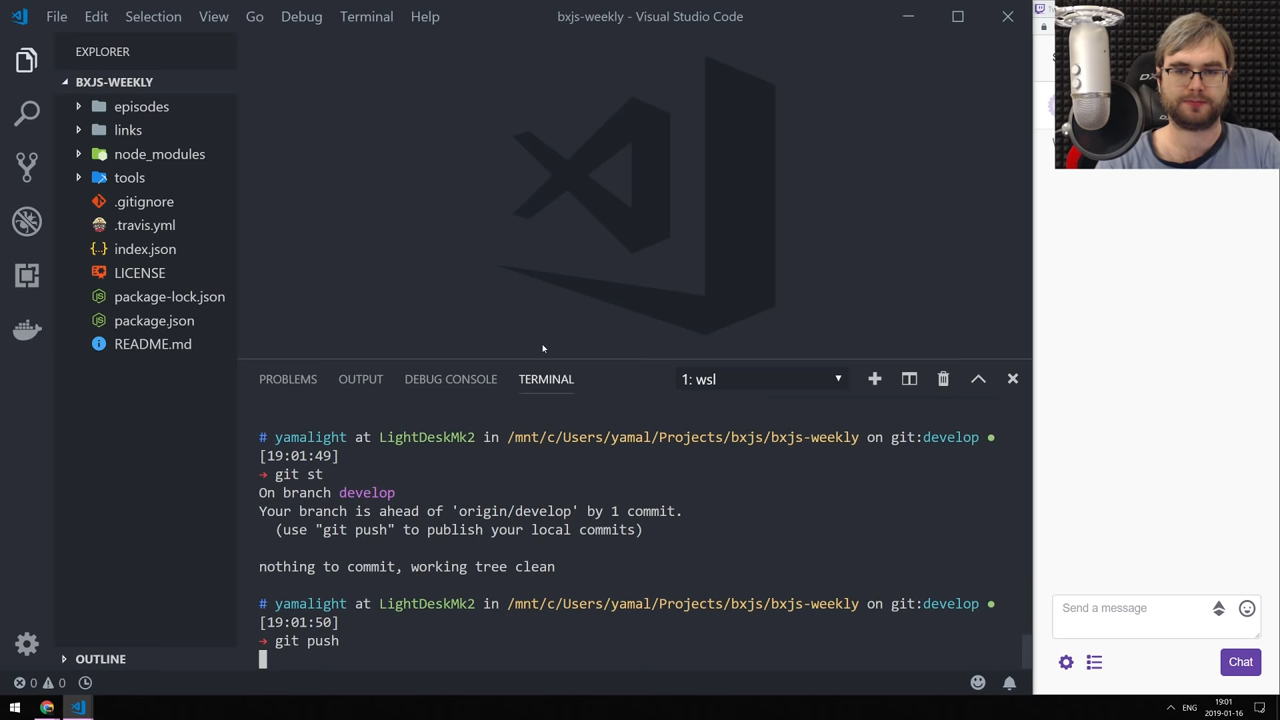 File Edit Selection View Go Debug Terminal Help
bxjs-weekly - Visual Studio Code
EXPLORER
BXJS-WEEKLY
episodes
links
node_modules
tools
.gitignore
.travis.yml
index.json
LICENSE
package-lock.json
package.json
README.md
OUTLINE
PROBLEMS OUTPUT DEBUG CONSOLE TERMINAL
1: wsl
# yamalight at LightDeskMk2 in /mnt/c/Users/yamal/Projects/bxjs/bxjs-weekly on git:develop ●
[19:01:49]
→ git st
On branch develop
Your branch is ahead of 'origin/develop' by 1 commit.
(use "git push" to publish your local commits)
nothing to commit, working tree clean
# yamalight at LightDeskMk2 in /mnt/c/Users/yamal/Projects/bxjs/bxjs-weekly on git:develop ●
[19:01:50]
→ git push
0 0
Send a message
Chat
ENG
19:01
2019-01-16